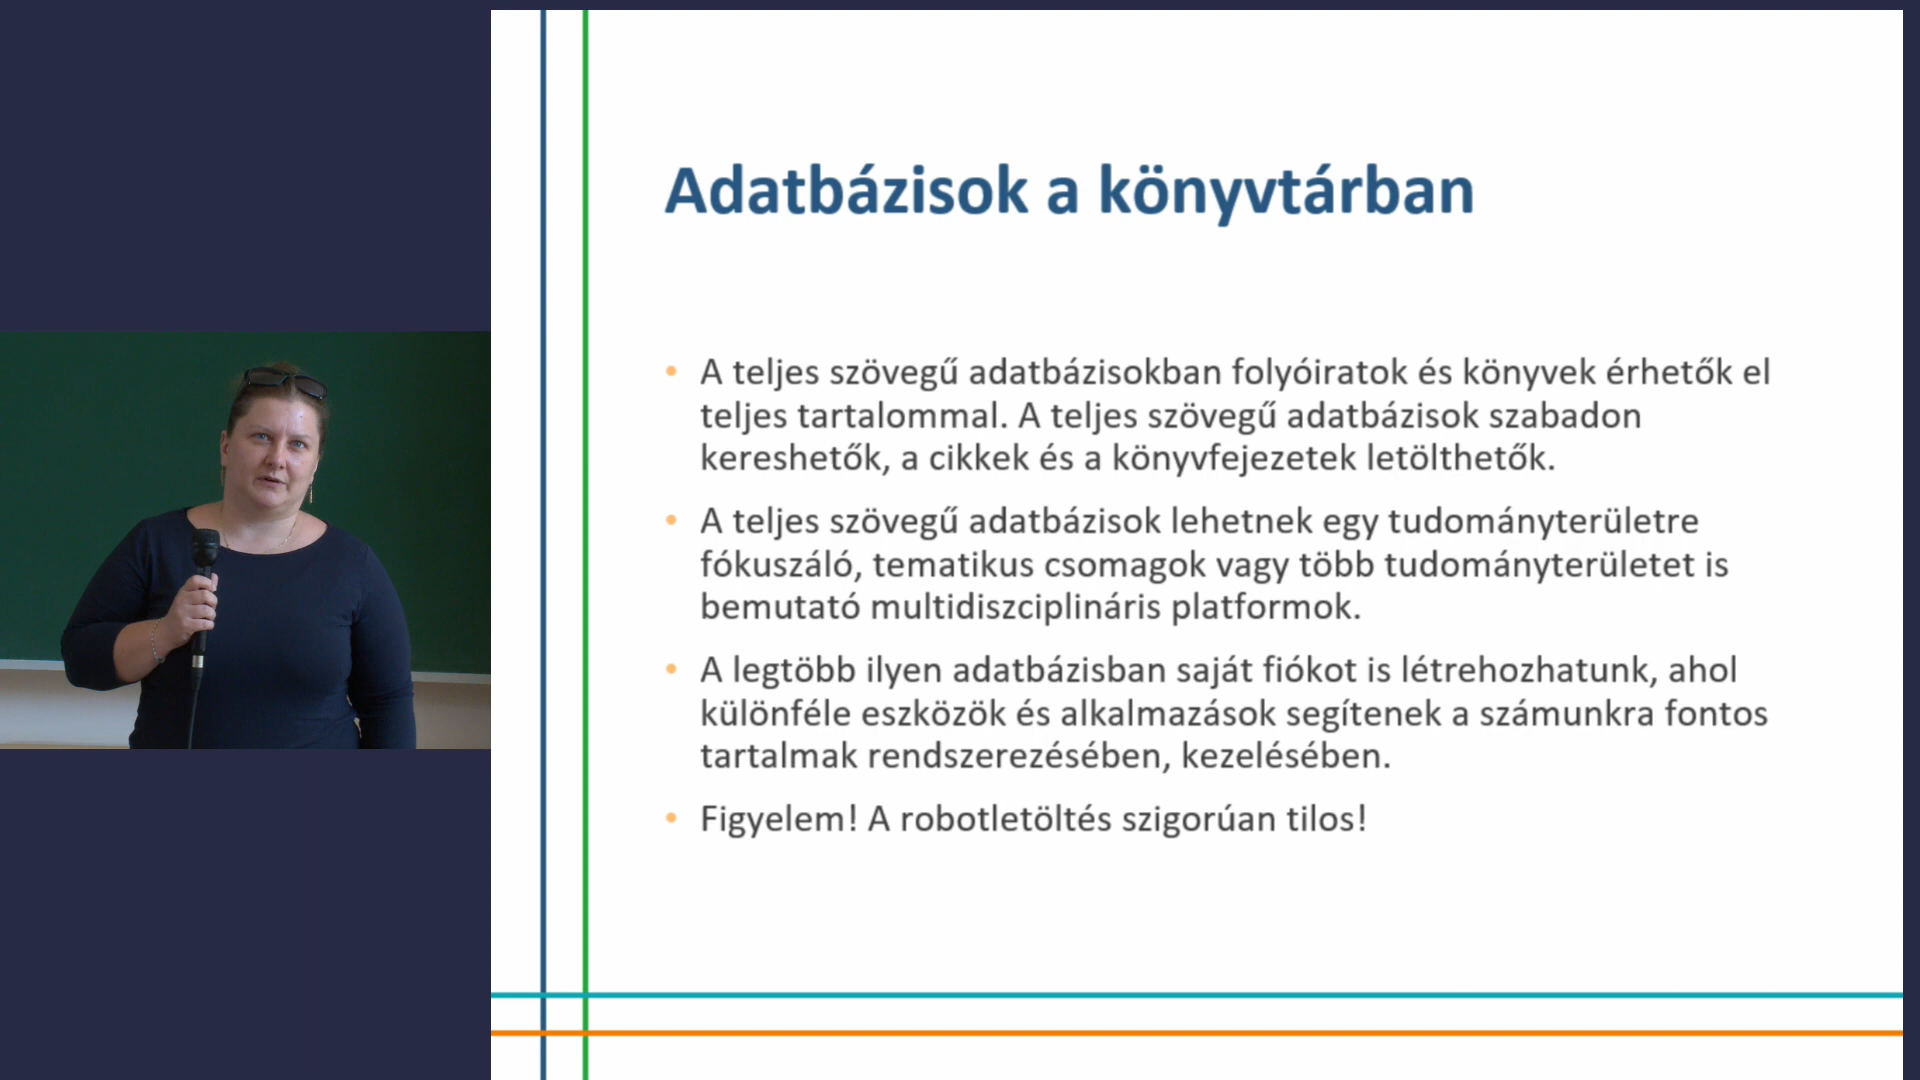 Adatbázisok a könyvtárban
• A teljes szövegű adatbázisokban folyóiratok és könyvek érhetők el
teljes tartalommal. A teljes szövegű adatbázisok szabadon
kereshetők, a cikkek és a könyvfejezetek letölthetők.
• A teljes szövegű adatbázisok lehetnek egy tudományterületre
fókuszáló, tematikus csomagok vagy több tudományterületet is
bemutató multidiszciplináris platformok.
• A legtöbb ilyen adatbázisban saját fiókot is létrehozhatunk, ahol
különféle eszközök és alkalmazások segítenek a számunkra fontos
tartalmak rendszerezésében, kezelésében.
• Figyelem! A robotletöltés szigorúan tilos!